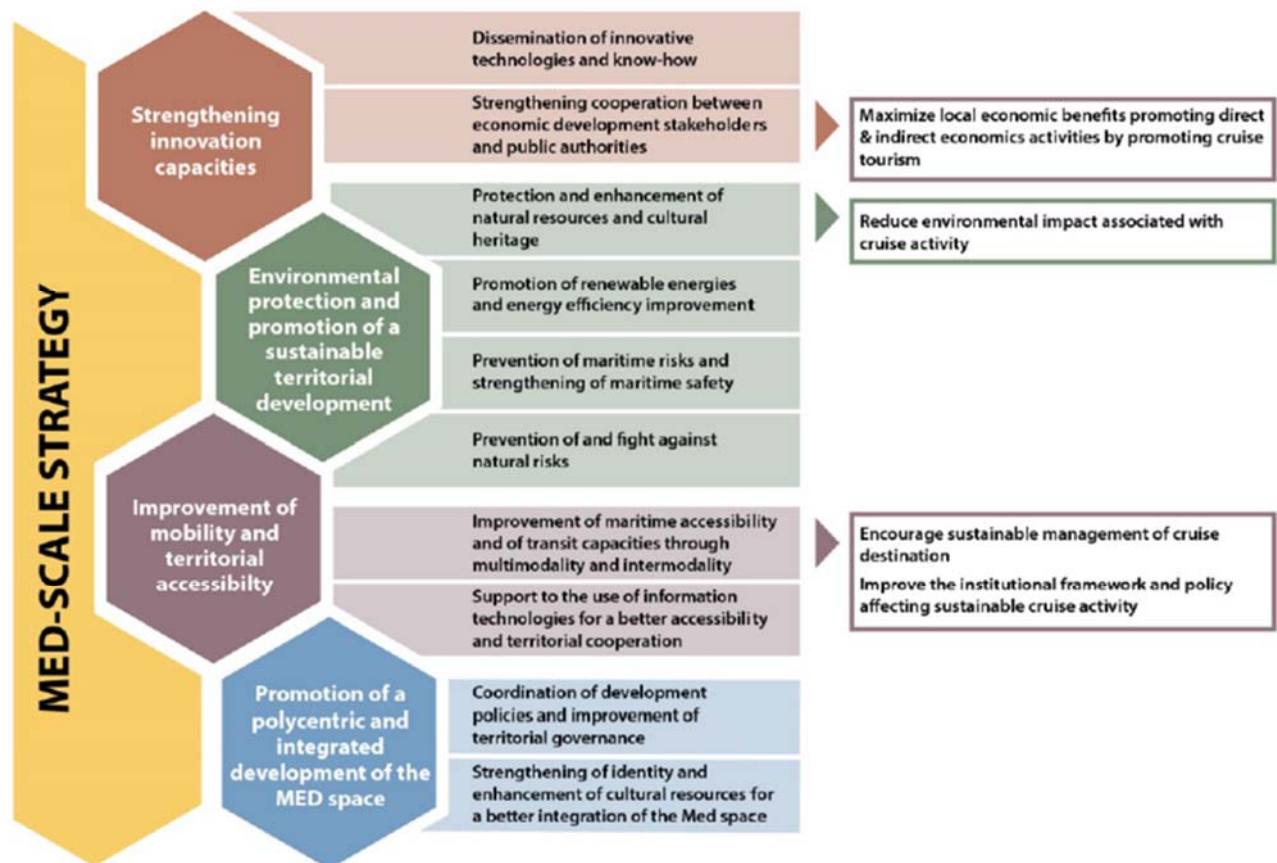 MED-SCALE STRATEGY
Strengthening
innovation
capacities
Dissemination of innovative
technologies and know-how
Strengthening cooperation between
economic development stakeholders
and public authorities
Maximize local economic benefits promoting direct
& indirect economics activities by promoting cruise
tourism
Environmental
protection and
promotion of a
sustainable
territorial
development
Protection and enhancement of
natural resources and cultural
heritage
Reduce environmental impact associated with
cruise activity
Promotion of renewable energies
and energy efficiency improvement
Prevention of maritime risks and
strengthening of maritime safety
Prevention of and fight against
natural risks
Improvement of
mobility and
territorial
accessibilty
Improvement of maritime accessibility
and of transit capacities through
multimodality and intermodality
Support to the use of information
technologies for a better accessibility
and territorial cooperation
Encourage sustainable management of cruise
destination
Improve the institutional framework and policy
affecting sustainable cruise activity
Promotion of a
polycentric and
integrated
development of the
MED space
Coordination of development
policies and improvement of
territorial governance
Strengthening of identity and
enhancement of cultural resources for
a better integration of the Med space